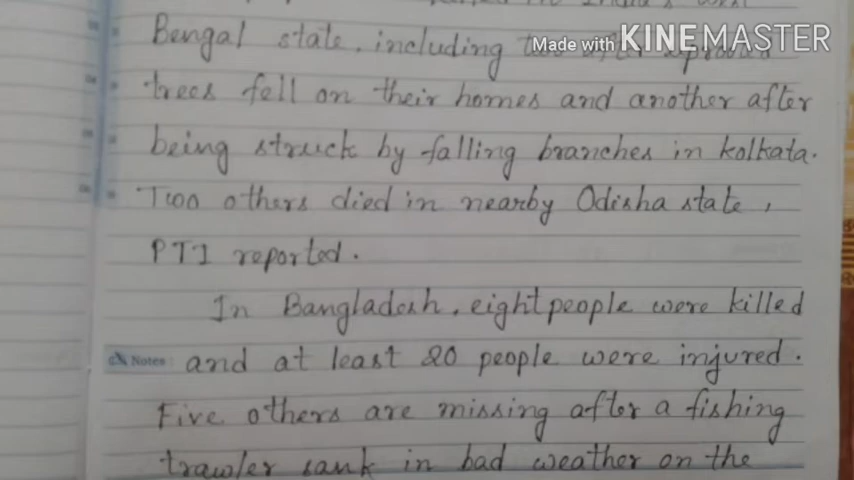 Made with KINEMASTER
Bengal state, including two after uprooted
trees fell on their homes and another after
being struck by falling branches in kolkata.
Two others died in nearby Odisha state,
PTI reported.
In Bangladesh, eight people were killed
Notes and at least 20 people were injured.
Five others are missing after a fishing
trawler sank in bad weather on the